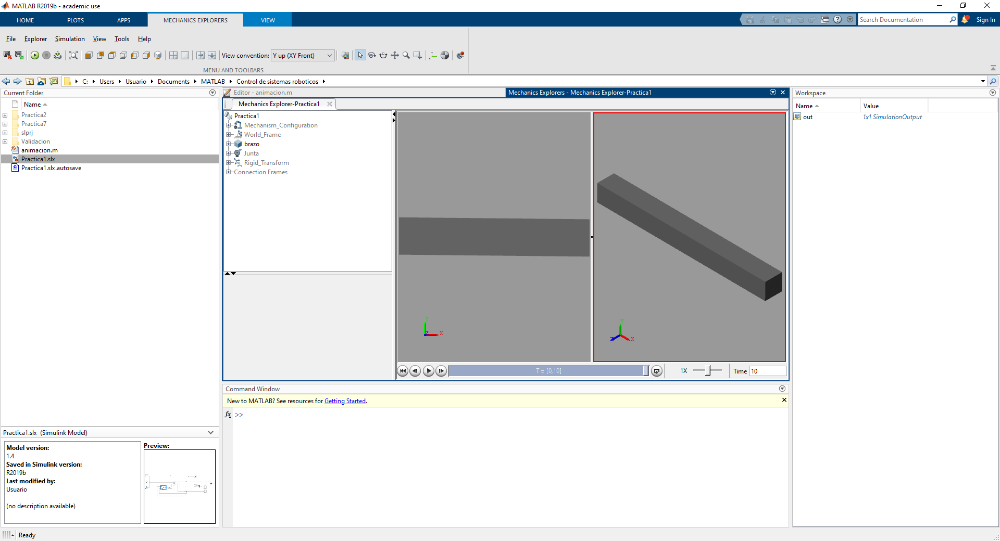 MATLAB R2019b - academic use
HOME PLOTS APPS MECHANICS EXPLORERS VIEW
Search Documentation
Sign In
File Explorer Simulation View Tools Help
View convention: Y up (XY Front)
MENU AND TOOLBARS
C: Users Usuario Documents MATLAB Control de sistemas roboticos
Current Folder
Name
Practica2
Practica7
slprj
Validacion
animacion.m
Practica1.slx
Practica1.slx.autosave
Practica1.slx (Simulink Model)
Model version:
1.4
Saved in Simulink version:
R2019b
Last modified by:
Usuario
(no description available)
Preview:
Editor - animacion.m
Mechanics Explorers - Mechanics Explorer-Practica1
Mechanics Explorer-Practica1
Practica1
Mechanism_Configuration
World_Frame
brazo
Junta
Rigid_Transform
Connection Frames
Y
Z
X
Y
Z
X
T = [0,10]
1X
Time 10
Command Window
New to MATLAB? See resources for Getting Started.
fx >>
Workspace
Name Value
out 1x1 SimulationOutput
Ready